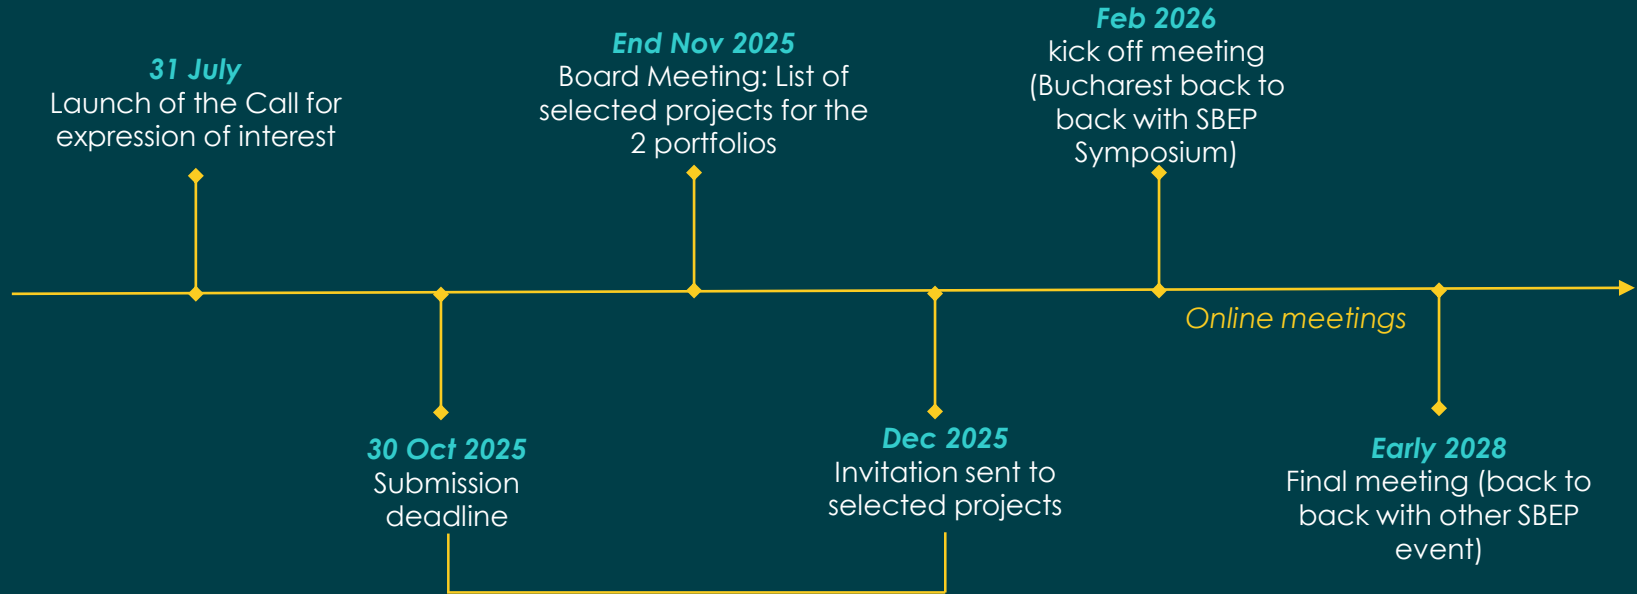 31 July
Launch of the Call for
expression of interest
End Nov 2025
Board Meeting: List of
selected projects for the
2 portfolios
Feb 2026
kick off meeting
(Bucharest back to
back with SBEP
Symposium)
Online meetings
30 Oct 2025
Submission
deadline
Dec 2025
Invitation sent to
selected projects
Early 2028
Final meeting (back to
back with other SBEP
event)